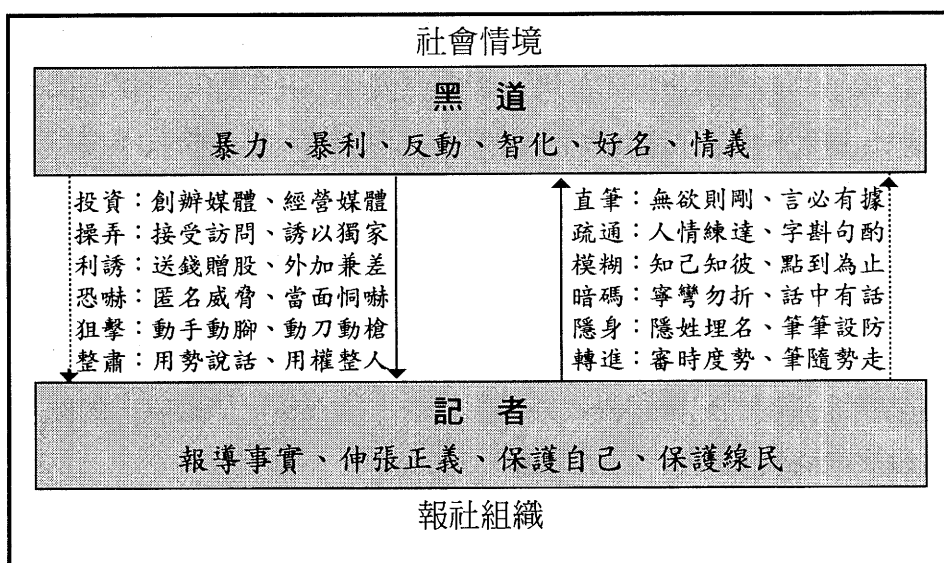 社會情境
黑道
暴力、暴利、反動、智化、好名、情義
投資：創辦媒體、經營媒體
操弄：接受訪問、誘以獨家
利誘：送錢贈股、外加兼差
恐嚇：匿名威脅、當面恫嚇
狙擊：動手動腳、動刀動槍
整肅：用勢說話、用權整人
直筆：無欲則剛、言必有據
疏通：人情練達、字斟句酌
模糊：知己知彼、點到為止
暗碼：寧彎勿折、話中有話
隱身：隱姓埋名、筆筆設防
轉進：審時度勢、筆隨勢走
記者
報導事實、伸張正義、保護自己、保護線民
報社組織